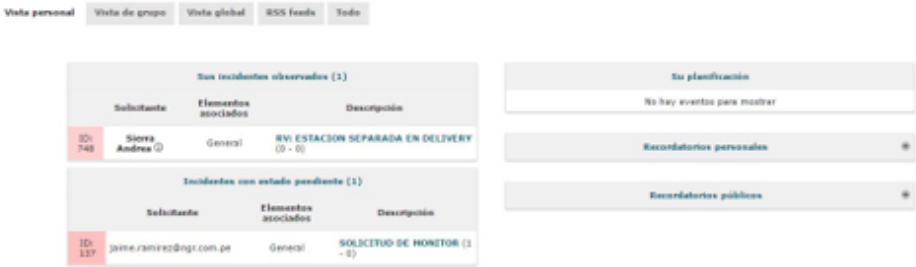 Vista personal
Vista de grupo
Vista global
RSS feeds
Todo
Sus incidentes observados (1)
Solicitante
Elementos
asociados
Descripción
ID:
748
Sierra
Andrea
General
RV: ESTACION SEPARADA EN DELIVERY
(0 - 0)
Incidentes con estado pendiente (1)
Solicitante
Elementos
asociados
Descripción
ID:
137
jaime.ramirez@ngr.com.pe
General
SOLICITUD DE MONITOR (1
- 0)
Su planificación
No hay eventos para mostrar
Recordatorios personales
Recordatorios públicos